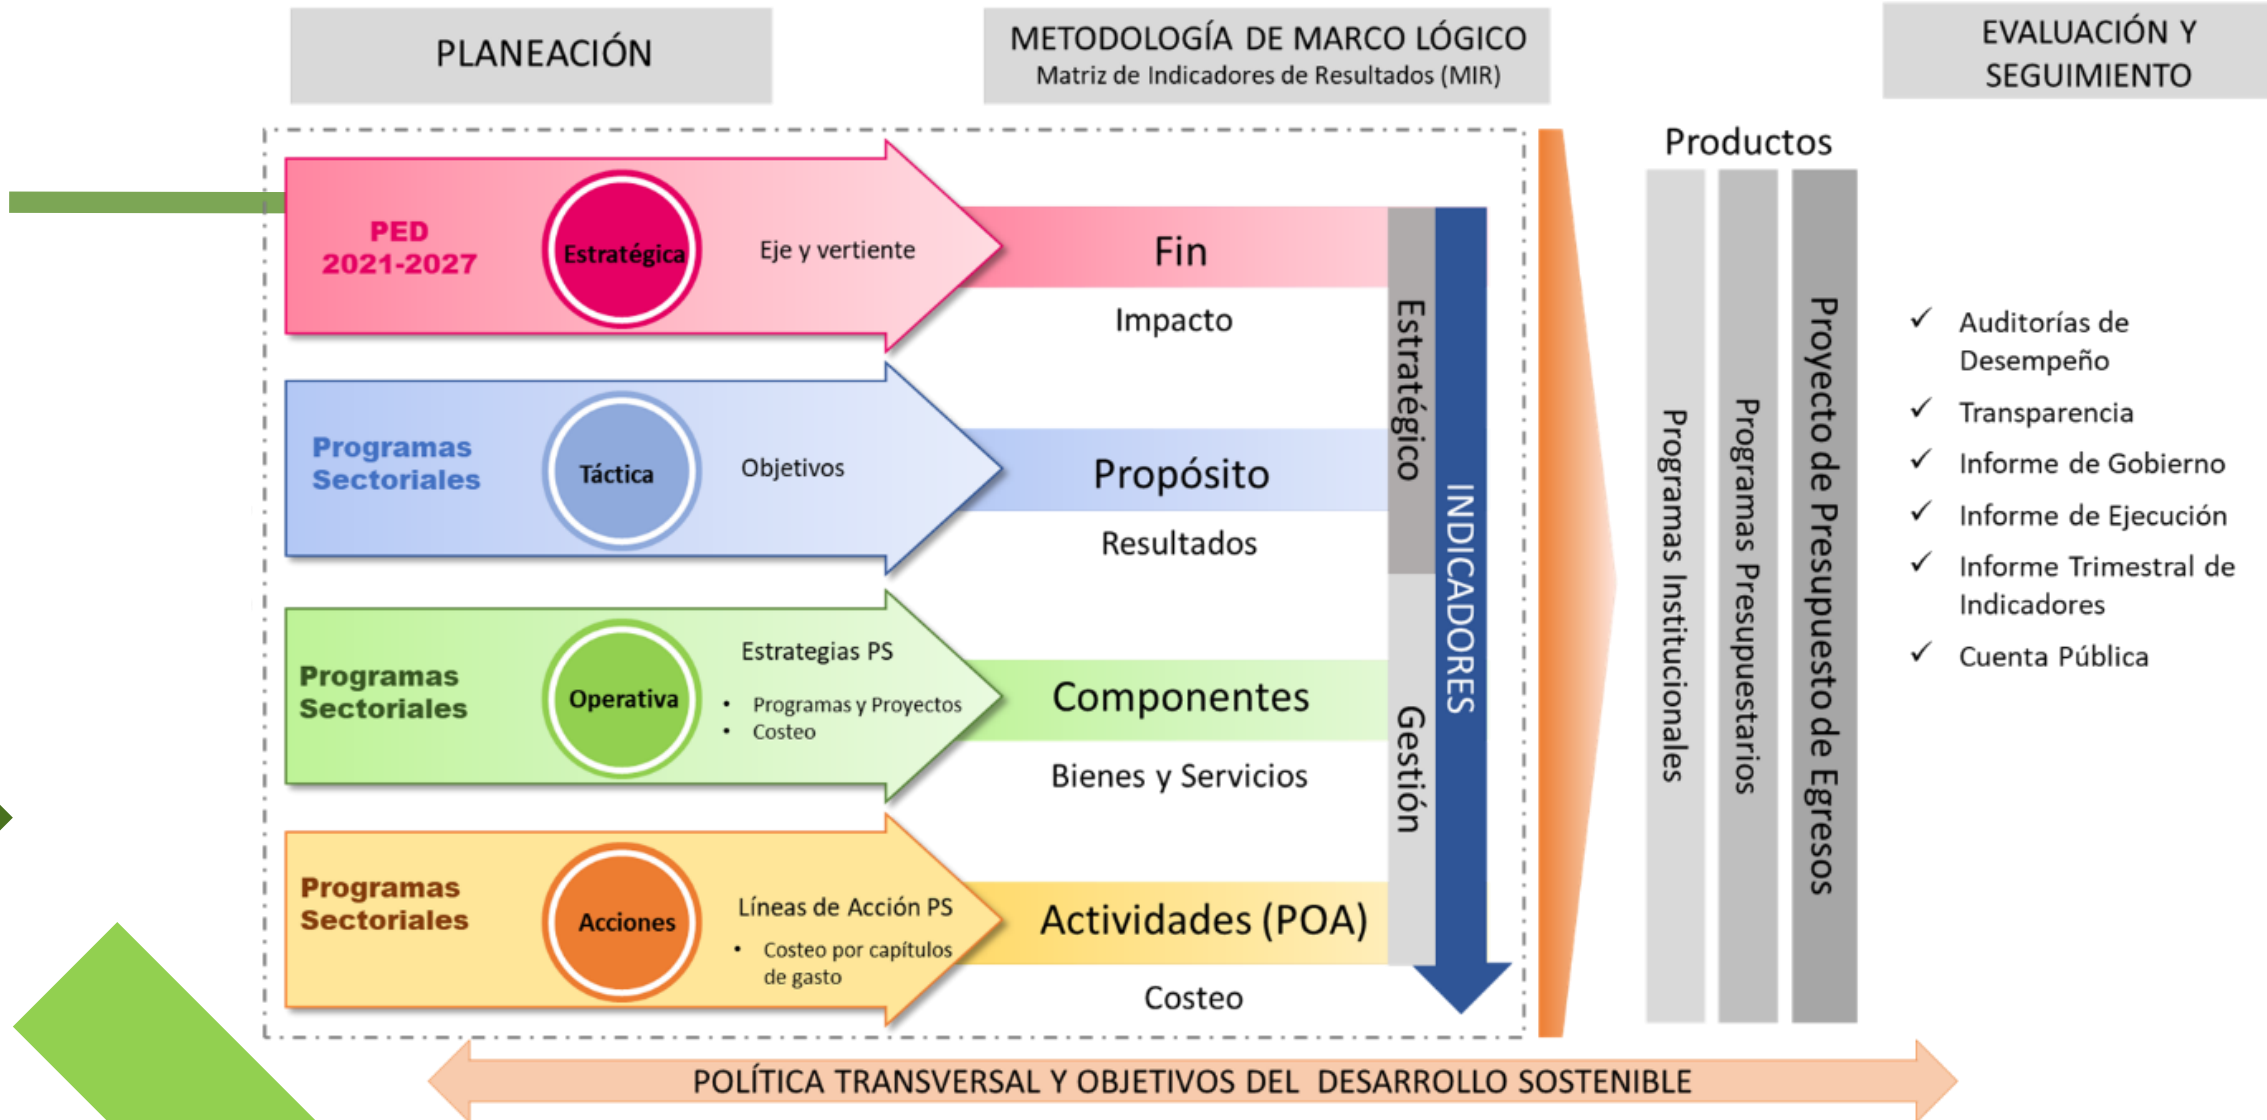 PLANEACIÓN
METODOLOGÍA DE MARCO LÓGICO
Matriz de Indicadores de Resultados (MIR)
EVALUACIÓN Y
SEGUIMIENTO
PED
2021-2027
Estratégica
Eje y vertiente
Fin
Impacto
Programas
Sectoriales
Táctica
Objetivos
Propósito
Resultados
Programas
Sectoriales
Operativa
Estrategias PS
• Programas y Proyectos
• Costeo
Componentes
Bienes y Servicios
Programas
Sectoriales
Acciones
Líneas de Acción PS
• Costeo por capítulos
de gasto
Actividades (POA)
Costeo
Estratégico
Gestión
INDICADORES
Productos
Programas Institucionales
Programas Presupuestarios
Proyecto de Presupuesto de Egresos
✓ Auditorías de
Desempeño
✓ Transparencia
✓ Informe de Gobierno
✓ Informe de Ejecución
✓ Informe Trimestral de
Indicadores
✓ Cuenta Pública
POLÍTICA TRANSVERSAL Y OBJETIVOS DEL DESARROLLO SOSTENIBLE